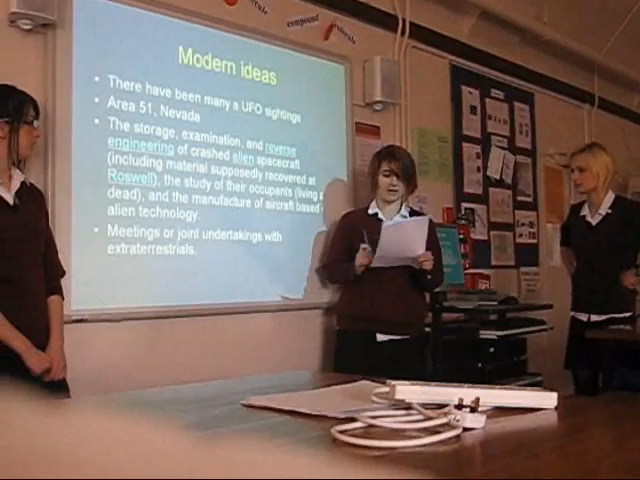 compound
Modern ideas
• There have been many a UFO sightings
• Area 51, Nevada
• The storage, examination, and reverse
engineering of crashed alien spacecraft
(including material supposedly recovered at
Roswell), the study of their occupants (living
dead), and the manufacture of aircraft based
alien technology.
• Meetings or joint undertakings with
extraterrestrials.